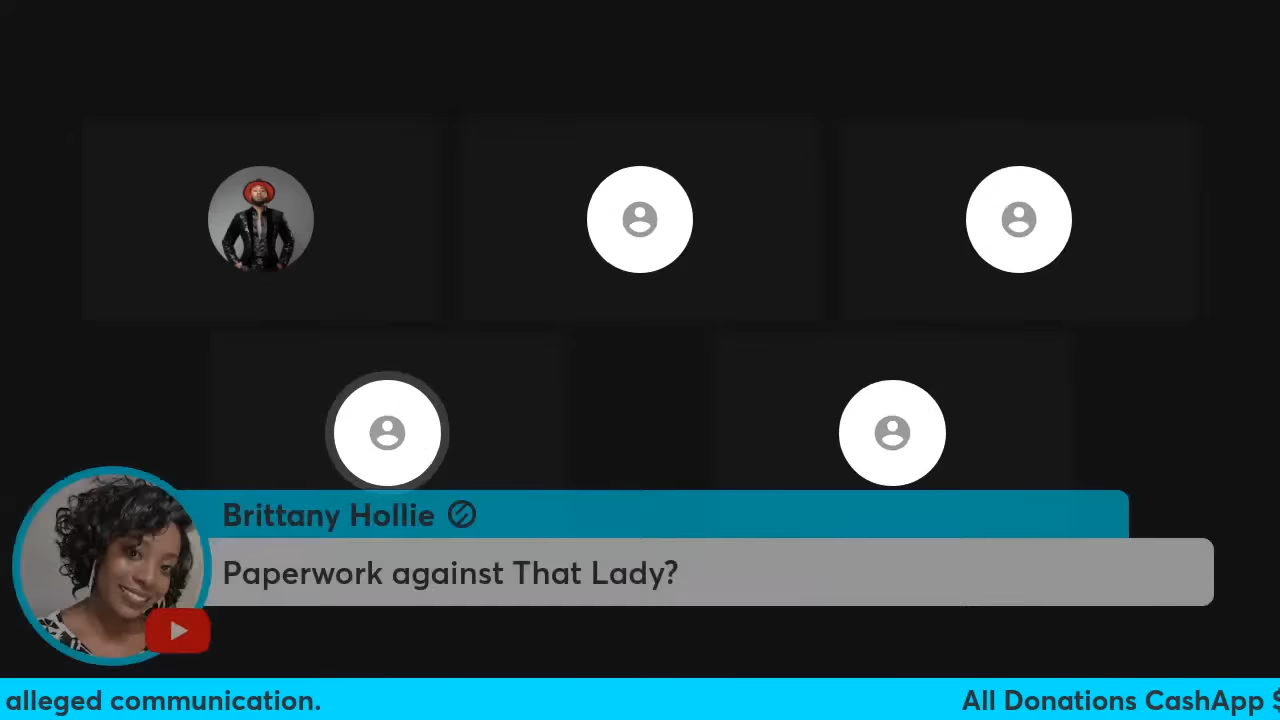 Brittany Hollie
Paperwork against That Lady?
alleged communication. All Donations CashApp $